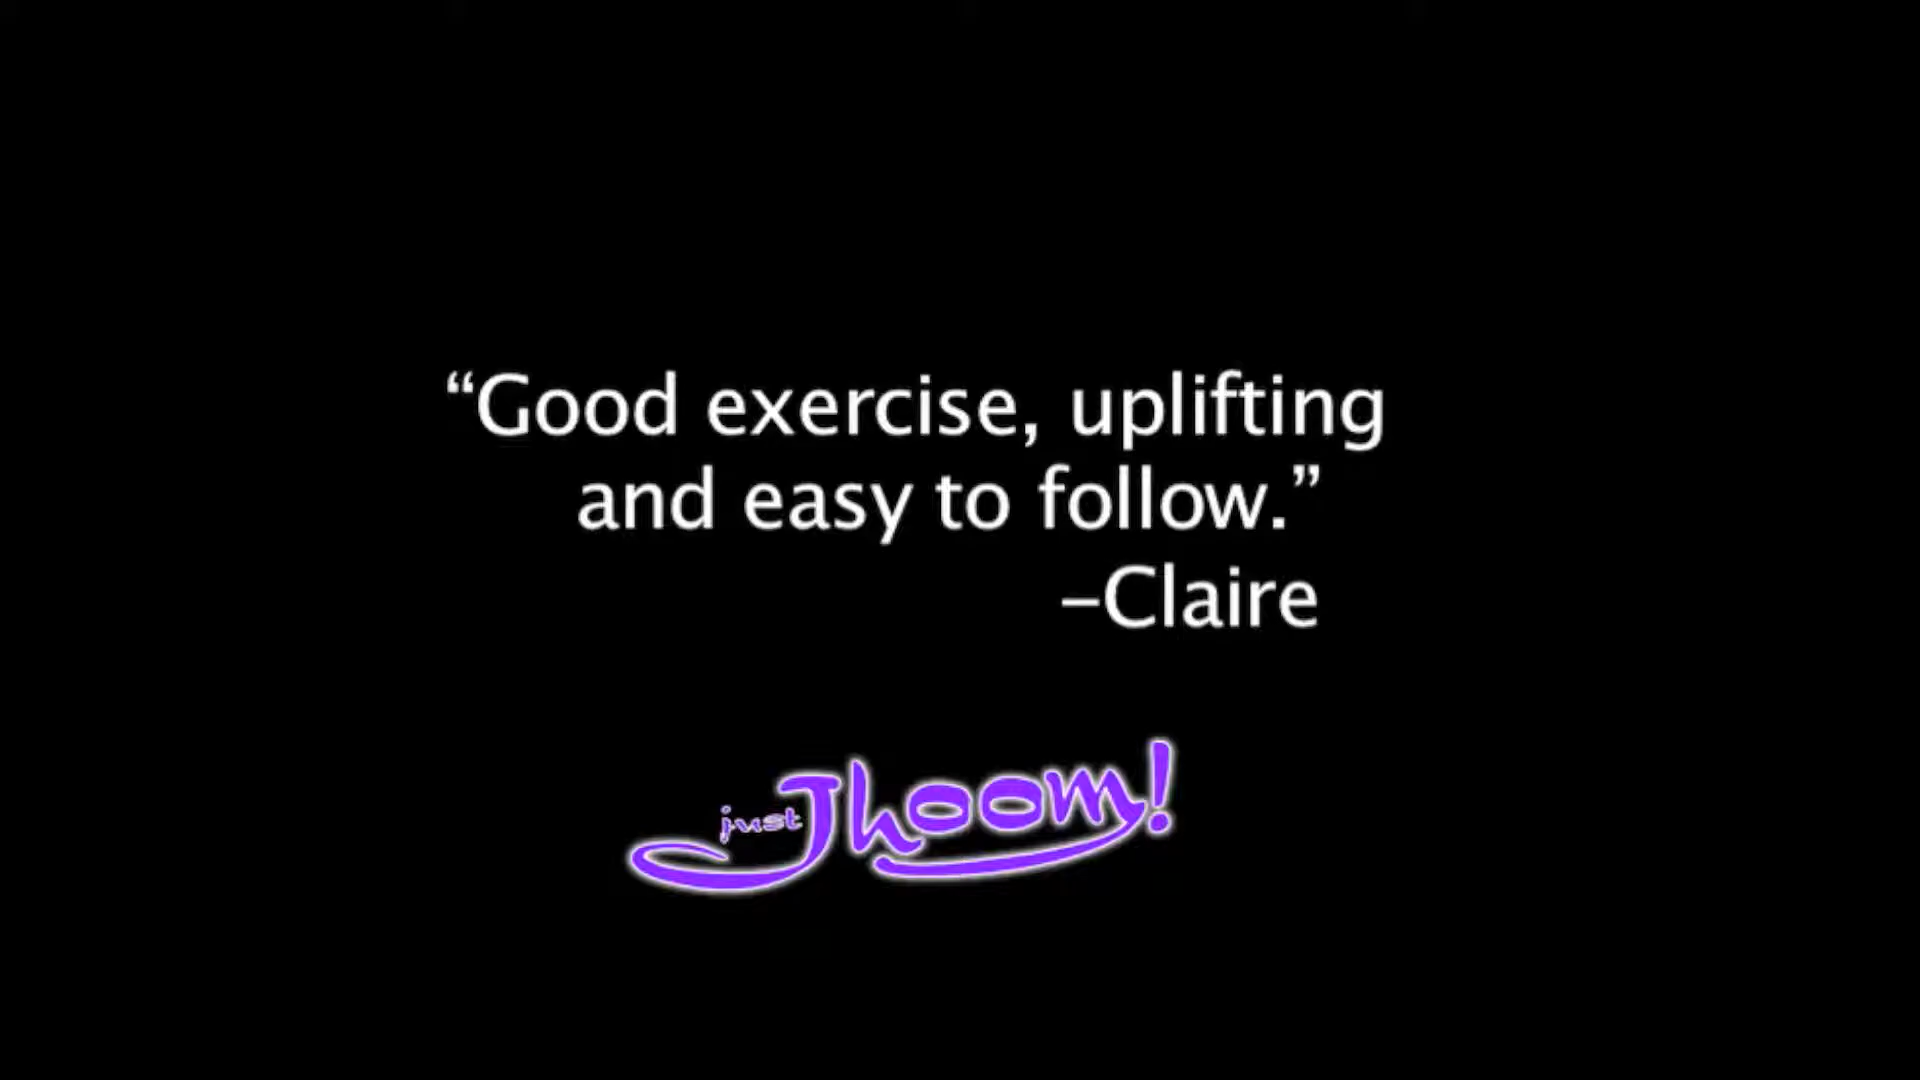 “Good exercise, uplifting
and easy to follow.”
–Claire
just Jhoom!